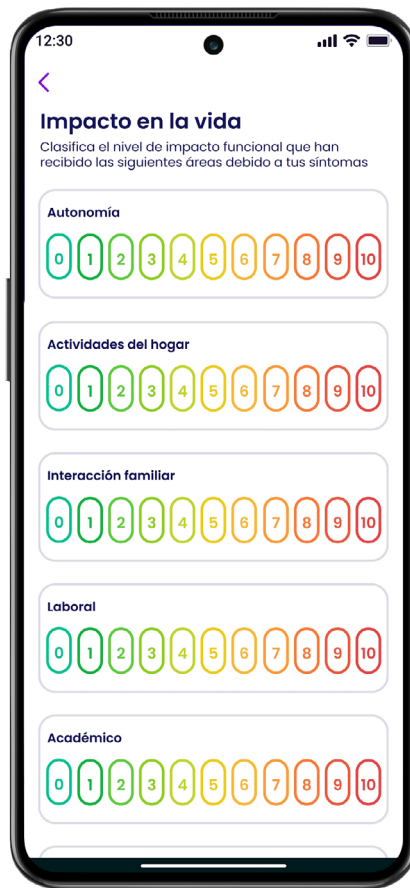 12:30
Impacto en la vida
Clasifica el nivel de impacto funcional que han
recibido las siguientes áreas debido a tus síntomas
Autonomía
0 1 2 3 4 5 6 7 8 9 10
Actividades del hogar
0 1 2 3 4 5 6 7 8 9 10
Interacción familiar
0 1 2 3 4 5 6 7 8 9 10
Laboral
0 1 2 3 4 5 6 7 8 9 10
Académico
0 1 2 3 4 5 6 7 8 9 10